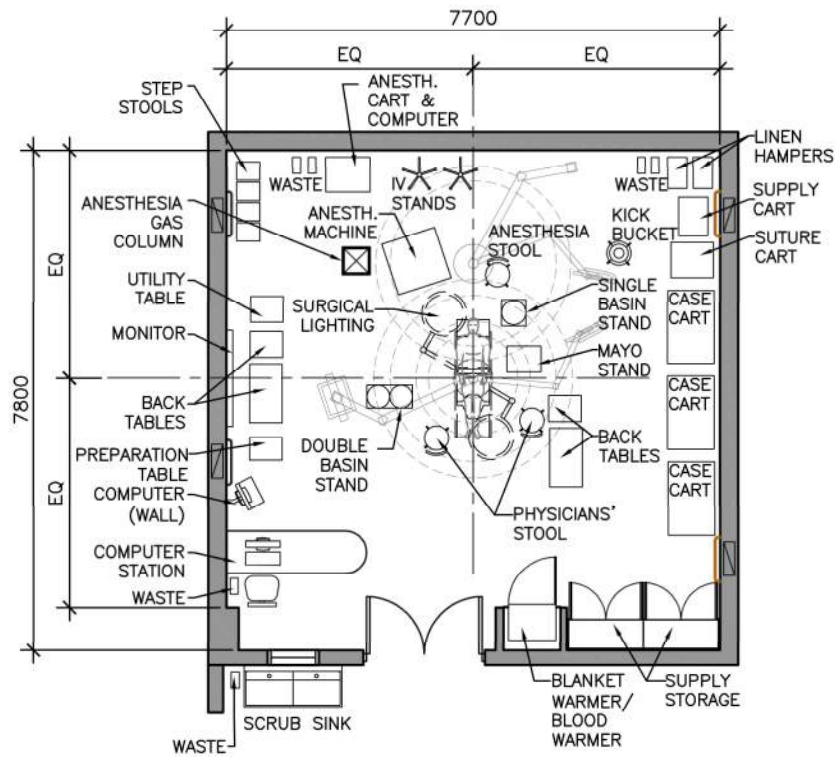 7700
EQ
EQ
STEP
STOOLS
ANESTH.
CART &
COMPUTER
LINEN
HAMPERS
WASTE
IV
STANDS
WASTE
SUPPLY
CART
ANESTHESIA
GAS
COLUMN
ANESTH.
MACHINE
ANESTHESIA
STOOL
KICK
BUCKET
SUTURE
CART
EQ
UTILITY
TABLE
SURGICAL
LIGHTING
SINGLE
BASIN
STAND
CASE
CART
MONITOR
MAYO
STAND
7800
BACK
TABLES
CASE
CART
PREPARATION
TABLE
DOUBLE
BASIN
STAND
BACK
TABLES
CASE
CART
EQ
COMPUTER
(WALL)
PHYSICIANS'
STOOL
COMPUTER
STATION
WASTE
BLANKET
WARMER/
BLOOD
WARMER
SUPPLY
STORAGE
SCRUB SINK
WASTE